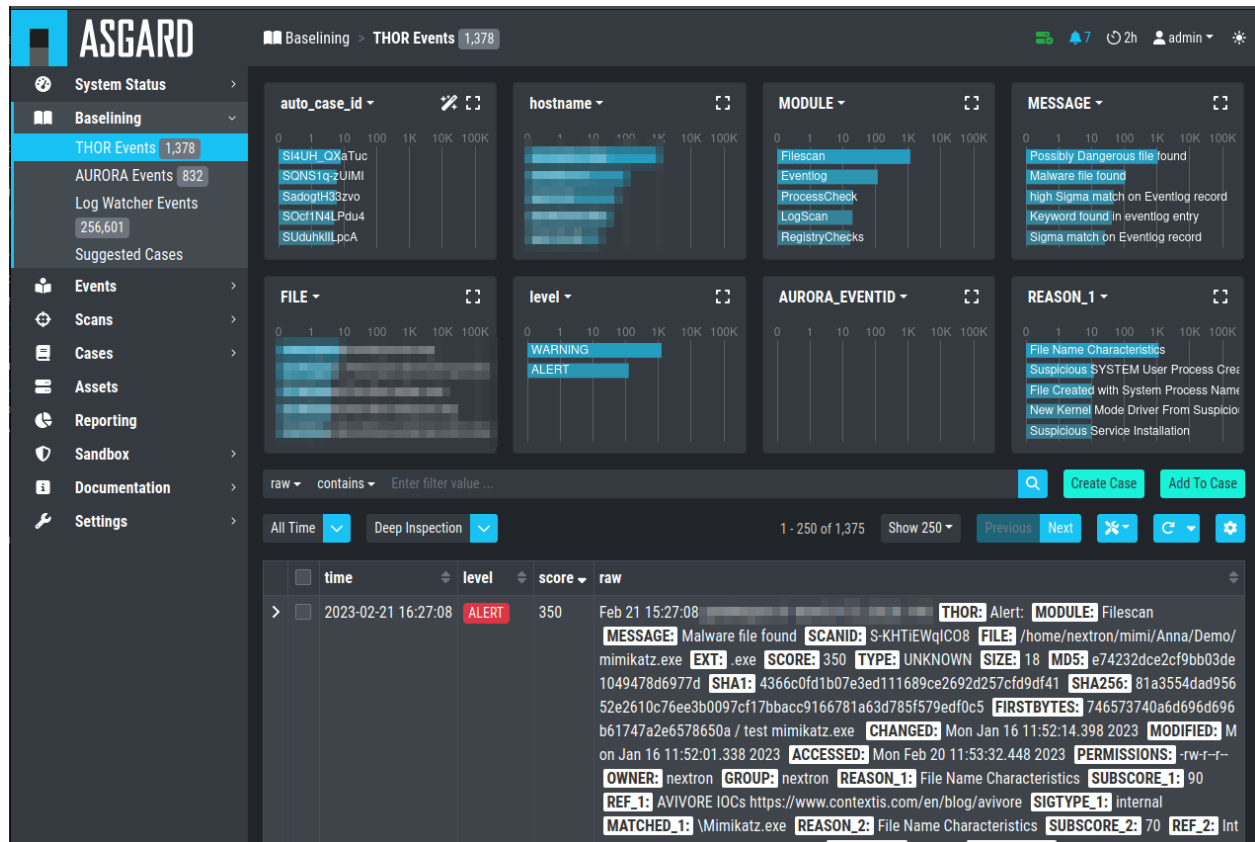 ASGARD
Baselining > THOR Events 1,378
7 2h admin
System Status
Baselining
THOR Events 1,378
AURORA Events 832
Log Watcher Events
256,601
Suggested Cases
Events
Scans
Cases
Assets
Reporting
Sandbox
Documentation
Settings
auto_case_id
0 1 10 100 1K 10K 100K
SI4UH_QXaTuc
SQNS1q-zUIMI
SadogtH33zvo
SOcf1N4LPdu4
SUduhkIILpcA
hostname
0 1 10 100 1K 10K 100K
MODULE
0 1 10 100 1K 10K 100K
Filescan
Eventlog
ProcessCheck
LogScan
RegistryChecks
MESSAGE
0 1 10 100 1K 10K 100K
Possibly Dangerous file found
Malware file found
high Sigma match on Eventlog record
Keyword found in eventlog entry
Sigma match on Eventlog record
FILE
0 1 10 100 1K 10K 100K
level
0 1 10 100 1K 10K 100K
WARNING
ALERT
AURORA_EVENTID
0 1 10 100 1K 10K 100K
REASON_1
0 1 10 100 1K 10K 100K
File Name Characteristics
Suspicious SYSTEM User Process Crea
File Created with System Process Name
New Kernel Mode Driver From Suspicio
Suspicious Service Installation
raw contains Enter filter value ...
Create Case Add To Case
All Time Deep Inspection 1 - 250 of 1,375 Show 250 Previous Next
time level score raw
2023-02-21 16:27:08 ALERT 350 Feb 21 15:27:08 THOR: Alert: MODULE: Filescan
MESSAGE: Malware file found SCANID: S-KHTiEWqICO8 FILE: /home/nextron/mimi/Anna/Demo/
mimikatz.exe EXT: .exe SCORE: 350 TYPE: UNKNOWN SIZE: 18 MD5: e74232dce2cf9bb03de
1049478d6977d SHA1: 4366c0fd1b07e3ed111689ce2692d257cfd9df41 SHA256: 81a3554dad956
52e2610c76ee3b0097cf17bbacc9166781a63d785f579edf0c5 FIRSTBYTES: 746573740a6d696d696
b61747a2e6578650a / test mimikatz.exe CHANGED: Mon Jan 16 11:52:14.398 2023 MODIFIED: M
on Jan 16 11:52:01.338 2023 ACCESSED: Mon Feb 20 11:53:32.448 2023 PERMISSIONS: -rw-r--r--
OWNER: nextron GROUP: nextron REASON_1: File Name Characteristics SUBSCORE_1: 90
REF_1: AVIVORE IOCs https://www.contextis.com/en/blog/avivore SIGTYPE_1: internal
MATCHED_1: \Mimikatz.exe REASON_2: File Name Characteristics SUBSCORE_2: 70 REF_2: Int